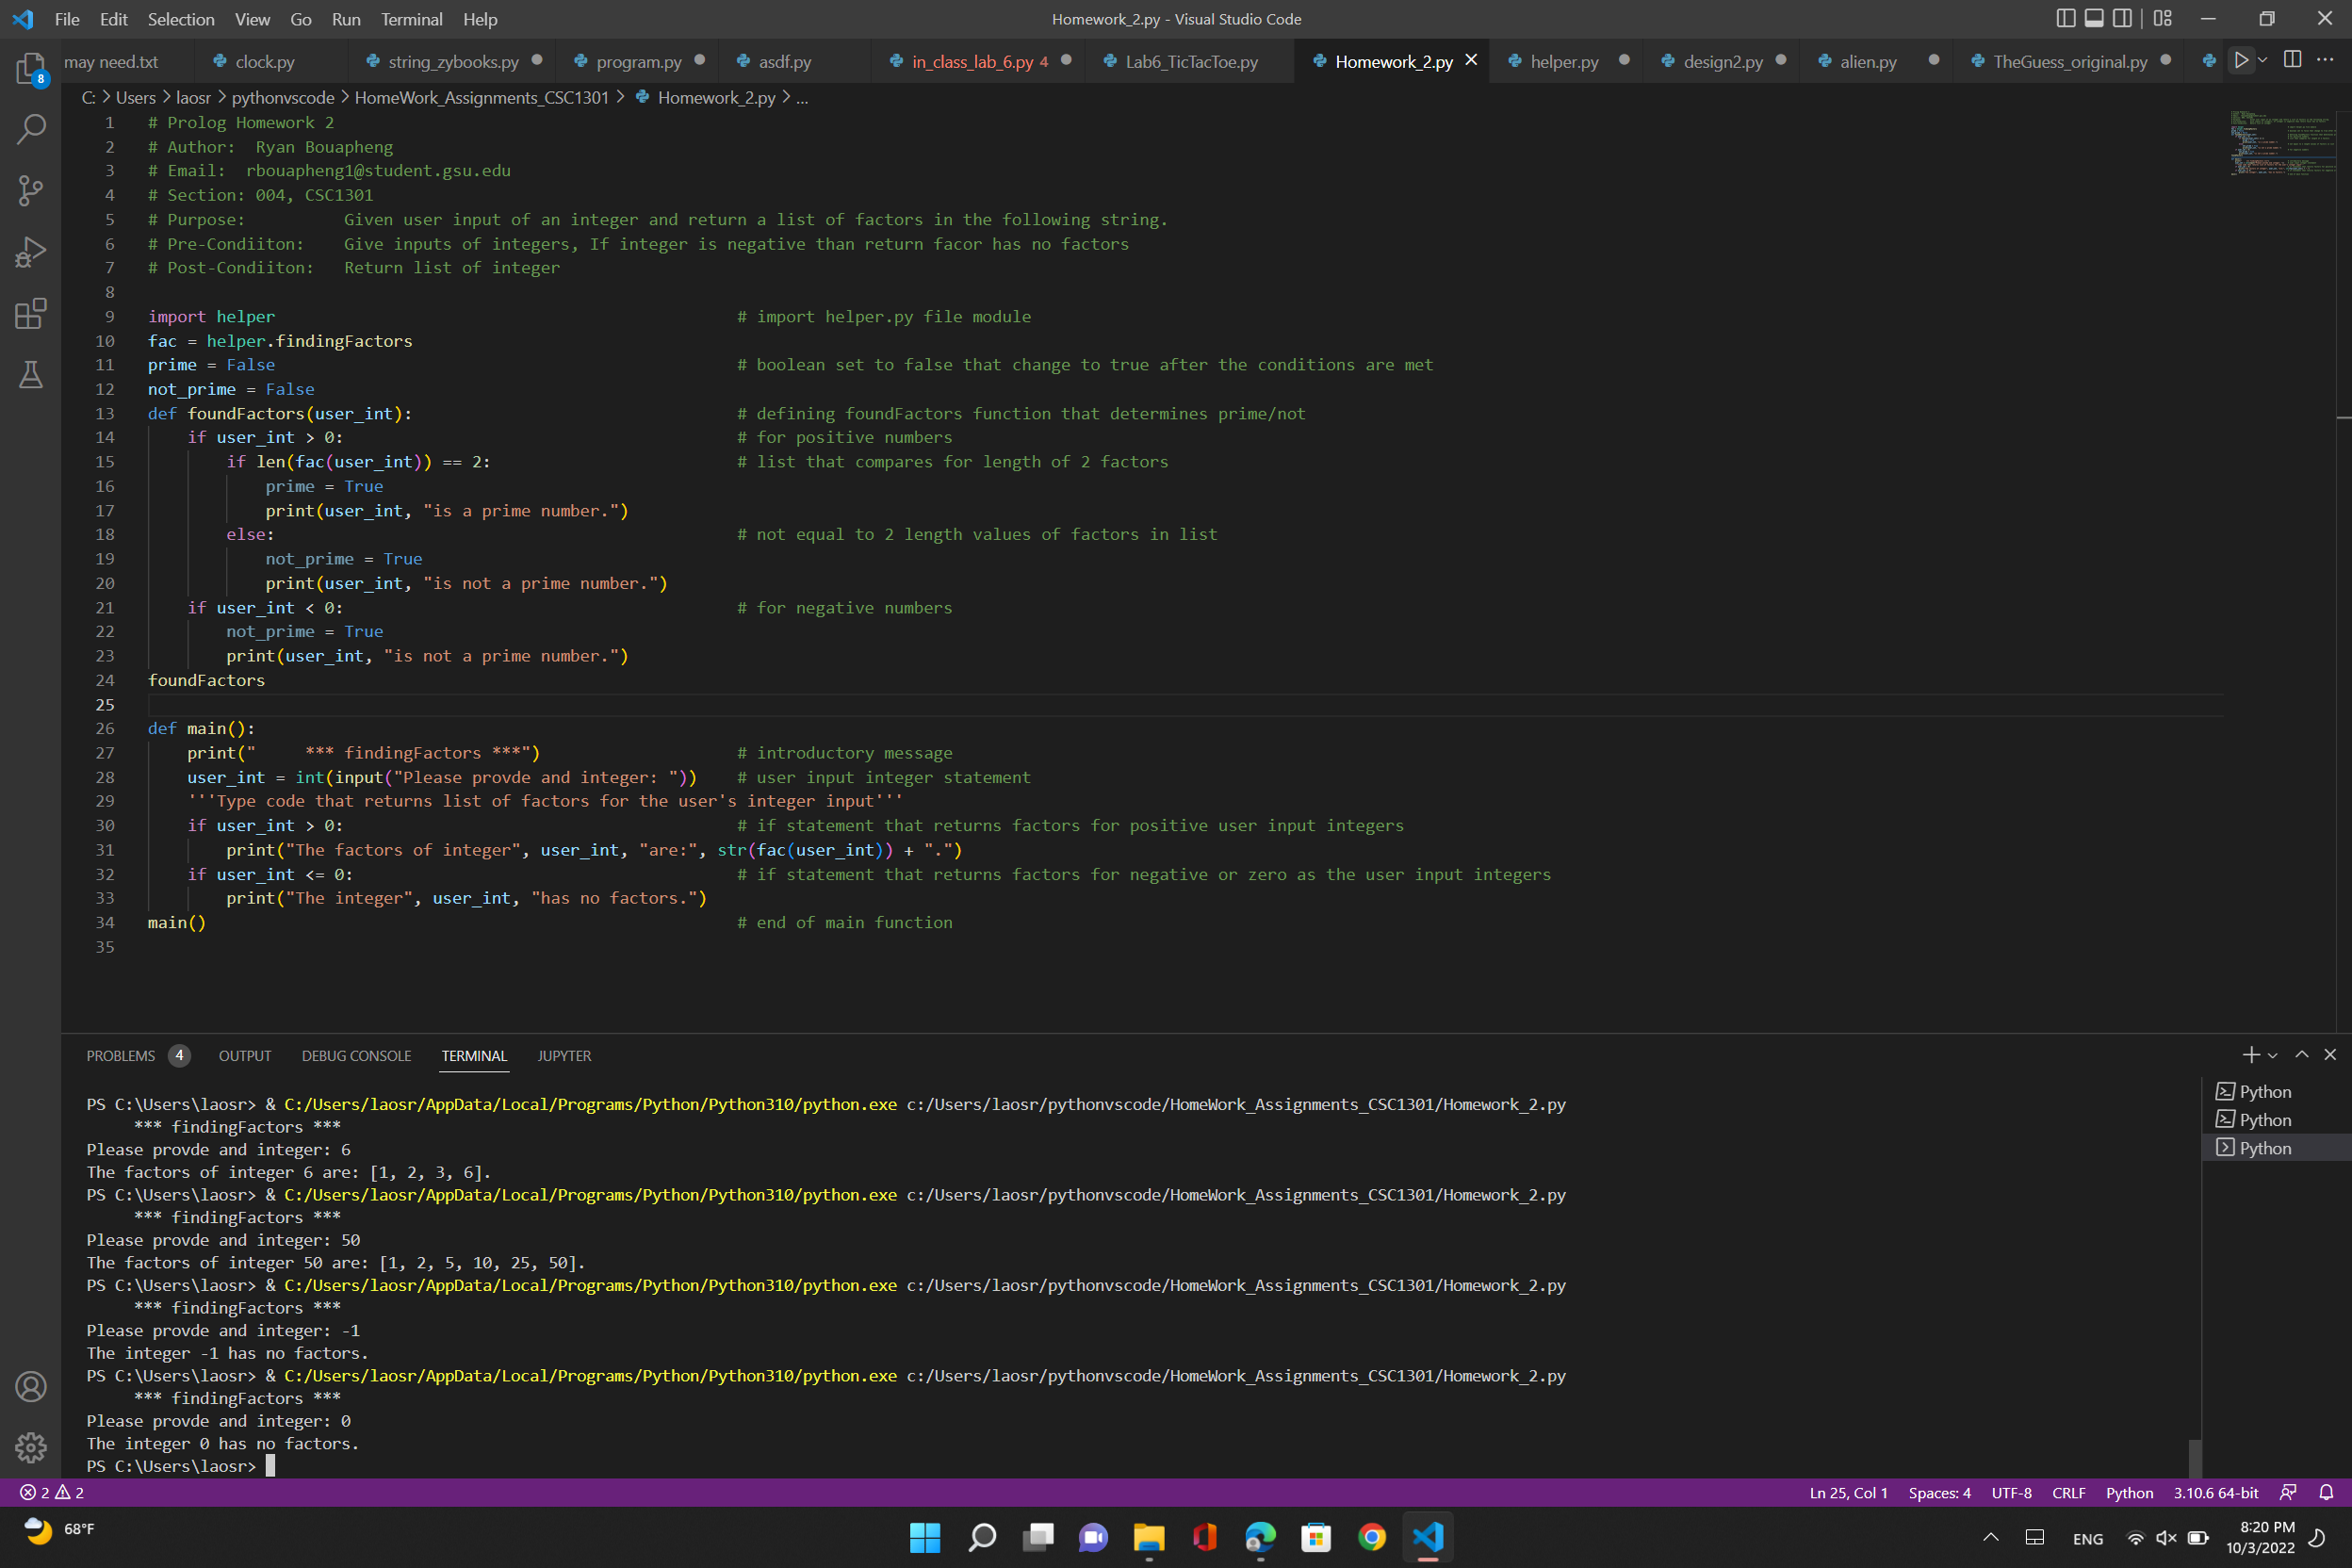 File Edit Selection View Go Run Terminal Help
Homework_2.py - Visual Studio Code
may need.txt clock.py string_zybooks.py program.py asdf.py in_class_lab_6.py 4 Lab6_TicTacToe.py Homework_2.py helper.py design2.py alien.py TheGuess_original.py
8
C: > Users > laosr > pythonvscode > HomeWork_Assignments_CSC1301 > Homework_2.py > ...
1 # Prolog Homework 2
2 # Author:  Ryan Bouapheng
3 # Email:  rbouapheng1@student.gsu.edu
4 # Section: 004, CSC1301
5 # Purpose:          Given user input of an integer and return a list of factors in the following string.
6 # Pre-Condiiton:    Give inputs of integers, If integer is negative than return facor has no factors
7 # Post-Condiiton:   Return list of integer
8
9 import helper # import helper.py file module
10 fac = helper.findingFactors
11 prime = False # boolean set to false that change to true after the conditions are met
12 not_prime = False
13 def foundFactors(user_int): # defining foundFactors function that determines prime/not
14     if user_int > 0: # for positive numbers
15         if len(fac(user_int)) == 2: # list that compares for length of 2 factors
16             prime = True
17             print(user_int, "is a prime number.")
18         else: # not equal to 2 length values of factors in list
19             not_prime = True
20             print(user_int, "is not a prime number.")
21     if user_int < 0: # for negative numbers
22         not_prime = True
23         print(user_int, "is not a prime number.")
24 foundFactors
25
26 def main():
27     print("     *** findingFactors ***") # introductory message
28     user_int = int(input("Please provde and integer: ")) # user input integer statement
29     '''Type code that returns list of factors for the user's integer input'''
30     if user_int > 0: # if statement that returns factors for positive user input integers
31         print("The factors of integer", user_int, "are:", str(fac(user_int)) + ".")
32     if user_int <= 0: # if statement that returns factors for negative or zero as the user input integers
33         print("The integer", user_int, "has no factors.")
34 main() # end of main function
35
PROBLEMS 4 OUTPUT DEBUG CONSOLE TERMINAL JUPYTER
PS C:\Users\laosr> & C:/Users/laosr/AppData/Local/Programs/Python/Python310/python.exe c:/Users/laosr/pythonvscode/HomeWork_Assignments_CSC1301/Homework_2.py
     *** findingFactors ***
Please provde and integer: 6
The factors of integer 6 are: [1, 2, 3, 6].
PS C:\Users\laosr> & C:/Users/laosr/AppData/Local/Programs/Python/Python310/python.exe c:/Users/laosr/pythonvscode/HomeWork_Assignments_CSC1301/Homework_2.py
     *** findingFactors ***
Please provde and integer: 50
The factors of integer 50 are: [1, 2, 5, 10, 25, 50].
PS C:\Users\laosr> & C:/Users/laosr/AppData/Local/Programs/Python/Python310/python.exe c:/Users/laosr/pythonvscode/HomeWork_Assignments_CSC1301/Homework_2.py
     *** findingFactors ***
Please provde and integer: -1
The integer -1 has no factors.
PS C:\Users\laosr> & C:/Users/laosr/AppData/Local/Programs/Python/Python310/python.exe c:/Users/laosr/pythonvscode/HomeWork_Assignments_CSC1301/Homework_2.py
     *** findingFactors ***
Please provde and integer: 0
The integer 0 has no factors.
PS C:\Users\laosr>
Python
Python
Python
2 2
Ln 25, Col 1 Spaces: 4 UTF-8 CRLF Python 3.10.6 64-bit
68°F
ENG
8:20 PM
10/3/2022